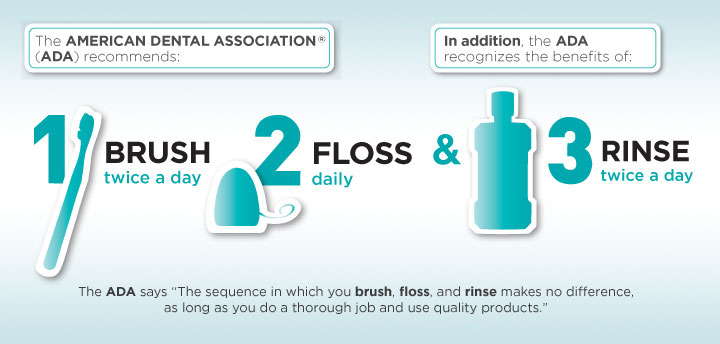 The AMERICAN DENTAL ASSOCIATION®
(ADA) recommends:
In addition, the ADA
recognizes the benefits of:
1 BRUSH
twice a day
2 FLOSS
daily
&
3 RINSE
twice a day
The ADA says “The sequence in which you brush, floss, and rinse makes no difference,
as long as you do a thorough job and use quality products.”